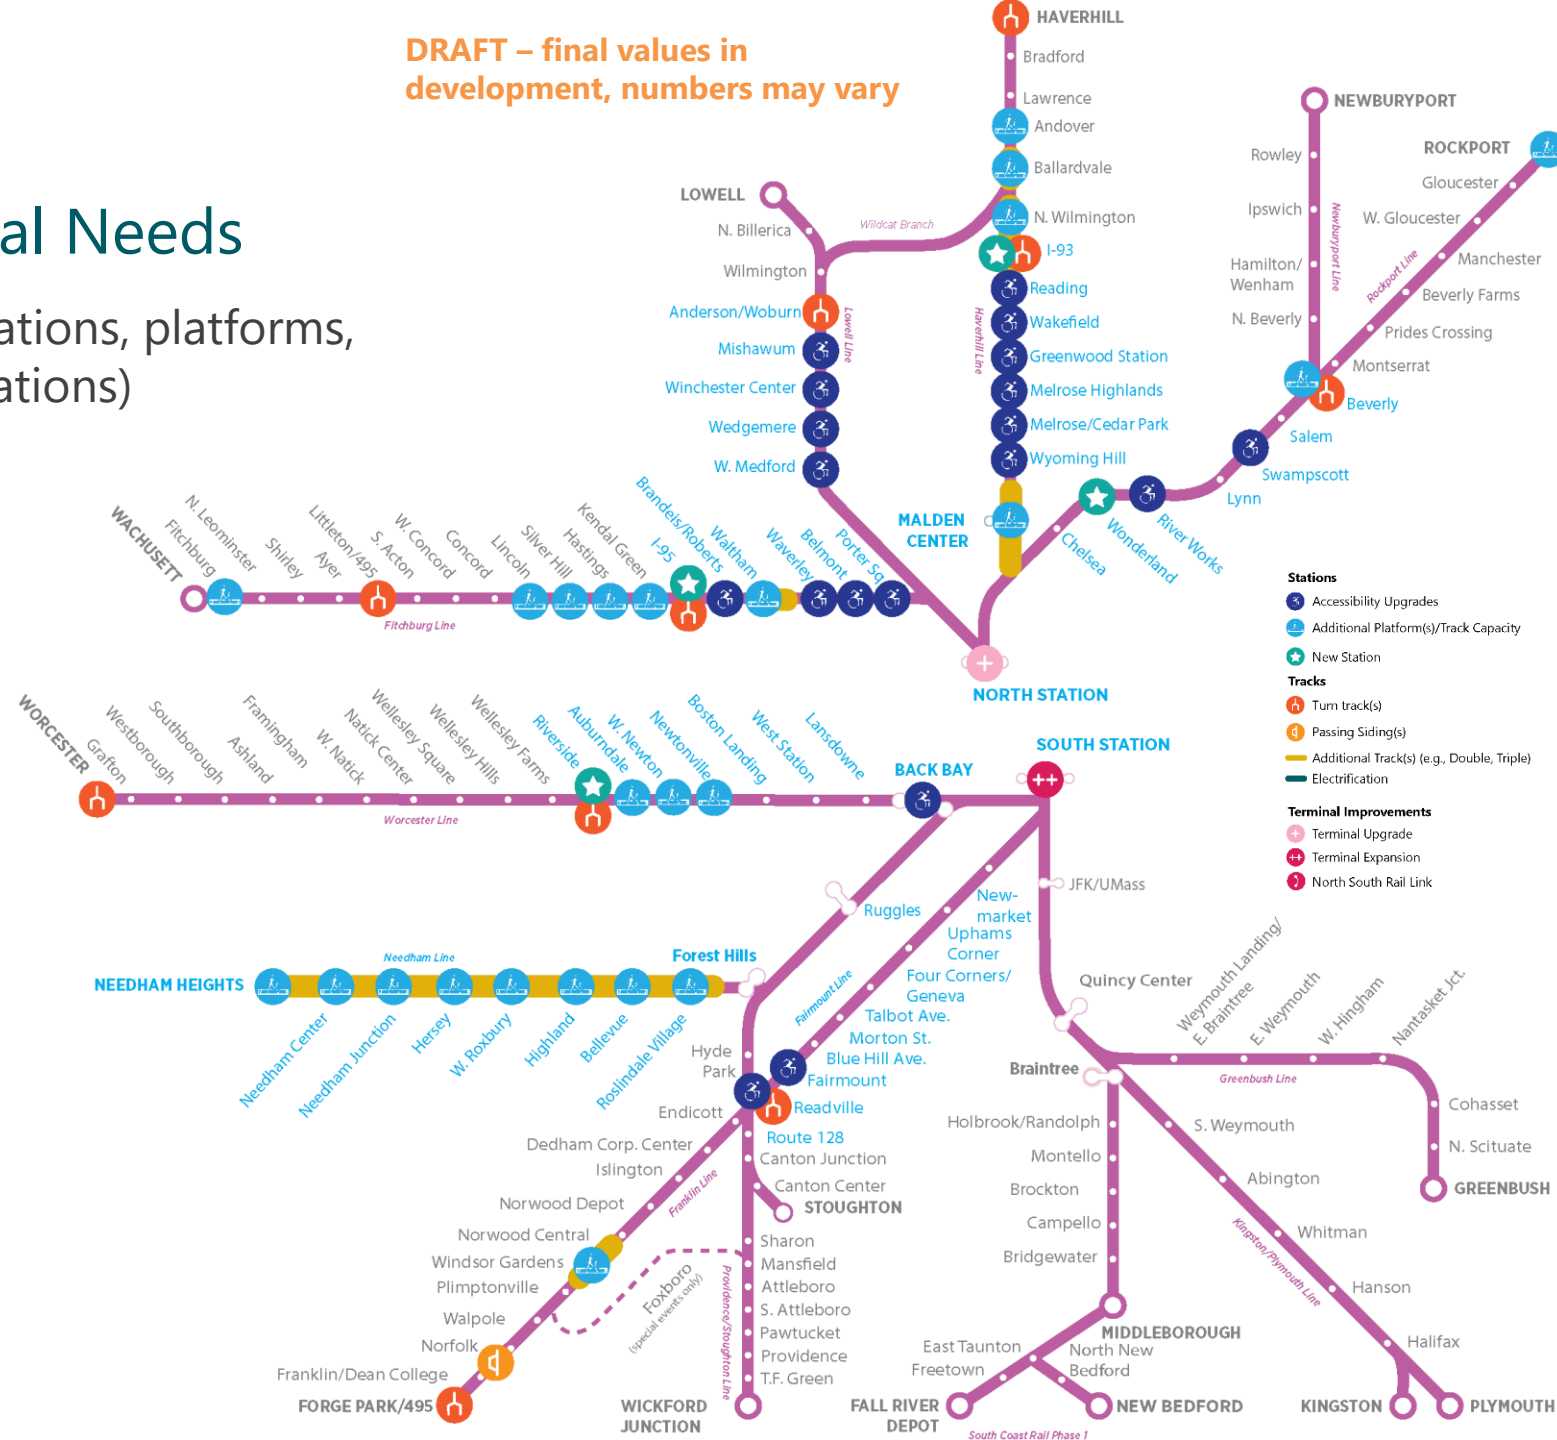 DRAFT – final values in
development, numbers may vary
al Needs
ations, platforms,
ations)
HAVERHILL
Bradford
Lawrence
Andover
Ballardvale
N. Wilmington
I-93
Reading
Wakefield
Greenwood Station
Melrose Highlands
Melrose/Cedar Park
Wyoming Hill
MALDEN
CENTER
Haverhill Line
Wildcat Branch
LOWELL
N. Billerica
Wilmington
Anderson/Woburn
Mishawum
Winchester Center
Wedgemere
W. Medford
Lowell Line
NEWBURYPORT
Rowley
Ipswich
Hamilton/
Wenham
N. Beverly
Newburyport Line
ROCKPORT
Gloucester
W. Gloucester
Manchester
Beverly Farms
Prides Crossing
Montserrat
Rockport Line
Beverly
Salem
Swampscott
Lynn
River Works
Wonderland
Chelsea
WACHUSETT
Fitchburg
N. Leominster
Shirley
Ayer
Littleton/495
S. Acton
W. Concord
Concord
Lincoln
Silver Hill
Hastings
Kendal Green
I-95
Brandeis/Roberts
Waltham
Waverley
Belmont
Porter Sq.
Fitchburg Line
NORTH STATION
WORCESTER
Grafton
Westborough
Southborough
Ashland
Framingham
W. Natick
Natick Center
Wellesley Square
Wellesley Hills
Wellesley Farms
Riverside
Auburndale
W. Newton
Newtonville
Boston Landing
West Station
Lansdowne
BACK BAY
SOUTH STATION
Worcester Line
Stations
Accessibility Upgrades
Additional Platform(s)/Track Capacity
New Station
Tracks
Turn track(s)
Passing Siding(s)
Additional Track(s) (e.g., Double, Triple)
Electrification
Terminal Improvements
Terminal Upgrade
Terminal Expansion
North South Rail Link
JFK/UMass
Ruggles
New-
market
Uphams
Corner
Four Corners/
Geneva
Talbot Ave.
Morton St.
Blue Hill Ave.
Fairmount
Readville
Fairmount Line
Forest Hills
Needham Line
NEEDHAM HEIGHTS
Needham Center
Needham Junction
Hersey
W. Roxbury
Highland
Bellevue
Roslindale Village
Hyde
Park
Endicott
Dedham Corp. Center
Islington
Norwood Depot
Norwood Central
Windsor Gardens
Plimptonville
Walpole
Norfolk
Franklin/Dean College
FORGE PARK/495
Franklin Line
Foxboro
(special events only)
Route 128
Canton Junction
Canton Center
STOUGHTON
Sharon
Mansfield
Attleboro
S. Attleboro
Pawtucket
Providence
T.F. Green
WICKFORD
JUNCTION
Providence/Stoughton Line
Quincy Center
Braintree
Weymouth Landing/
E. Braintree
E. Weymouth
W. Hingham
Nantasket Jct.
Greenbush Line
Cohasset
N. Scituate
GREENBUSH
Holbrook/Randolph
Montello
Brockton
Campello
Bridgewater
MIDDLEBOROUGH
East Taunton
Freetown
North New
Bedford
FALL RIVER
DEPOT
NEW BEDFORD
South Coast Rail Phase 1
S. Weymouth
Abington
Whitman
Hanson
Halifax
Kingston/Plymouth Line
KINGSTON
PLYMOUTH